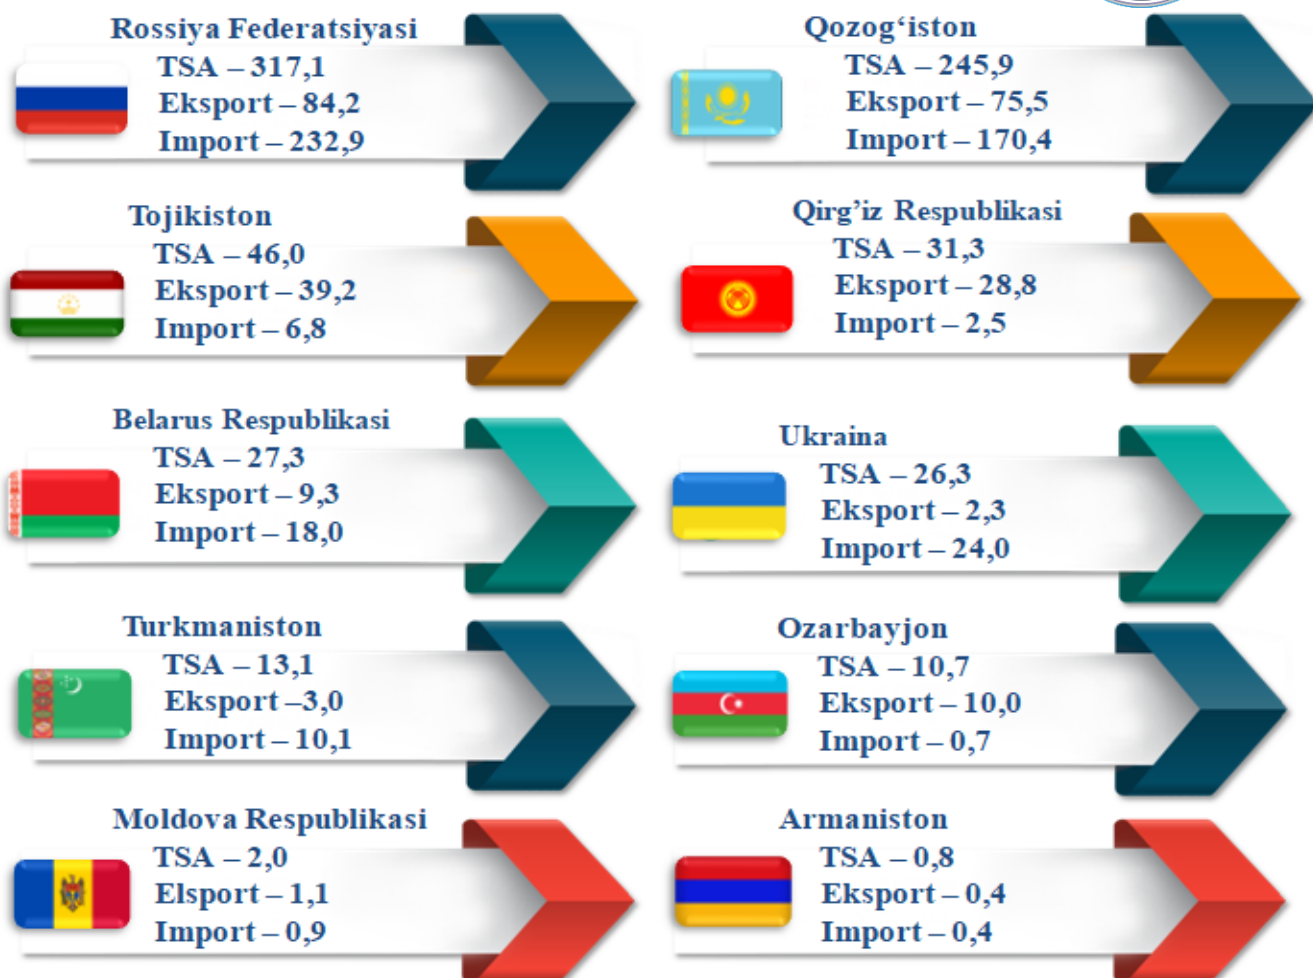 Rossiya Federatsiyasi
TSA – 317,1
Eksport – 84,2
Import – 232,9
Qozog‘iston
TSA – 245,9
Eksport – 75,5
Import – 170,4
Tojikiston
TSA – 46,0
Eksport – 39,2
Import – 6,8
Qirg’iz Respublikasi
TSA – 31,3
Eksport – 28,8
Import – 2,5
Belarus Respublikasi
TSA – 27,3
Eksport – 9,3
Import – 18,0
Ukraina
TSA – 26,3
Eksport – 2,3
Import – 24,0
Turkmaniston
TSA – 13,1
Eksport –3,0
Import – 10,1
Ozarbayjon
TSA – 10,7
Eksport – 10,0
Import – 0,7
Moldova Respublikasi
TSA – 2,0
Elsport – 1,1
Import – 0,9
Armaniston
TSA – 0,8
Eksport – 0,4
Import – 0,4